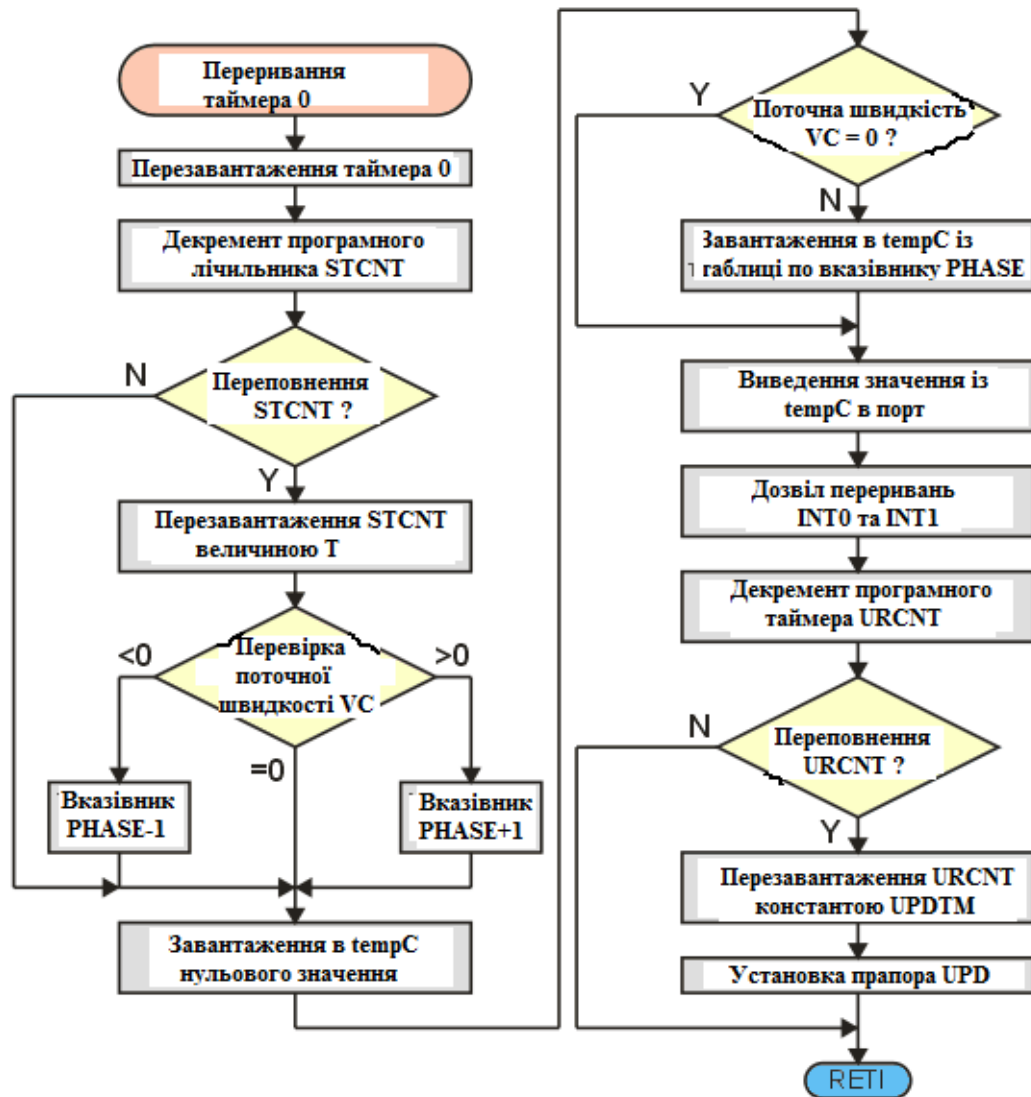 Переривання
таймера 0
Перезавантаження таймера 0
Декремент програмного
лічильника STCNT
N
Переповнення
STCNT ?
Y
Перезавантаження STCNT
величиною T
<0
Перевірка
поточної
швидкості VC
>0
=0
Вказівник
PHASE-1
Вказівник
PHASE+1
Завантаження в tempC
нульового значення
Y
Поточна швидкість
VC = 0 ?
N
Завантаження в tempC із
таблиці по вказівнику PHASE
Виведення значення із
tempC в порт
Дозвіл переривань
INT0 та INT1
Декремент програмного
таймера URCNT
N
Переповнення
URCNT ?
Y
Перезавантаження URCNT
константою UPDTM
Установка прапора UPD
RETI